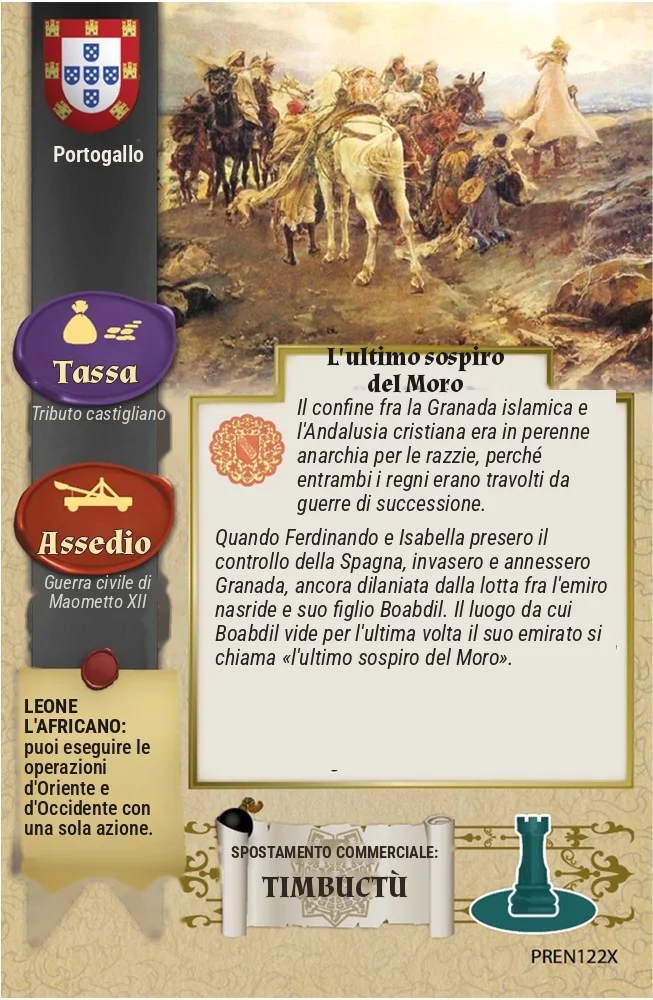 Portogallo
Tassa
Tributo castigliano
Assedio
Guerra civile di
Maometto XII
LEONE
L'AFRICANO:
puoi eseguire le
operazioni
d'Oriente e
d'Occidente con
una sola azione.
L'ultimo sospiro
del Moro
Il confine fra la Granada islamica e
l'Andalusia cristiana era in perenne
anarchia per le razzie, perché
entrambi i regni erano travolti da
guerre di successione.
Quando Ferdinando e Isabella presero il
controllo della Spagna, invasero e annessero
Granada, ancora dilaniata dalla lotta fra l'emiro
nasride e suo figlio Boabdil. Il luogo da cui
Boabdil vide per l'ultima volta il suo emirato si
chiama «l'ultimo sospiro del Moro».
SPOSTAMENTO COMMERCIALE:
TIMBUCTÙ
PREN122X